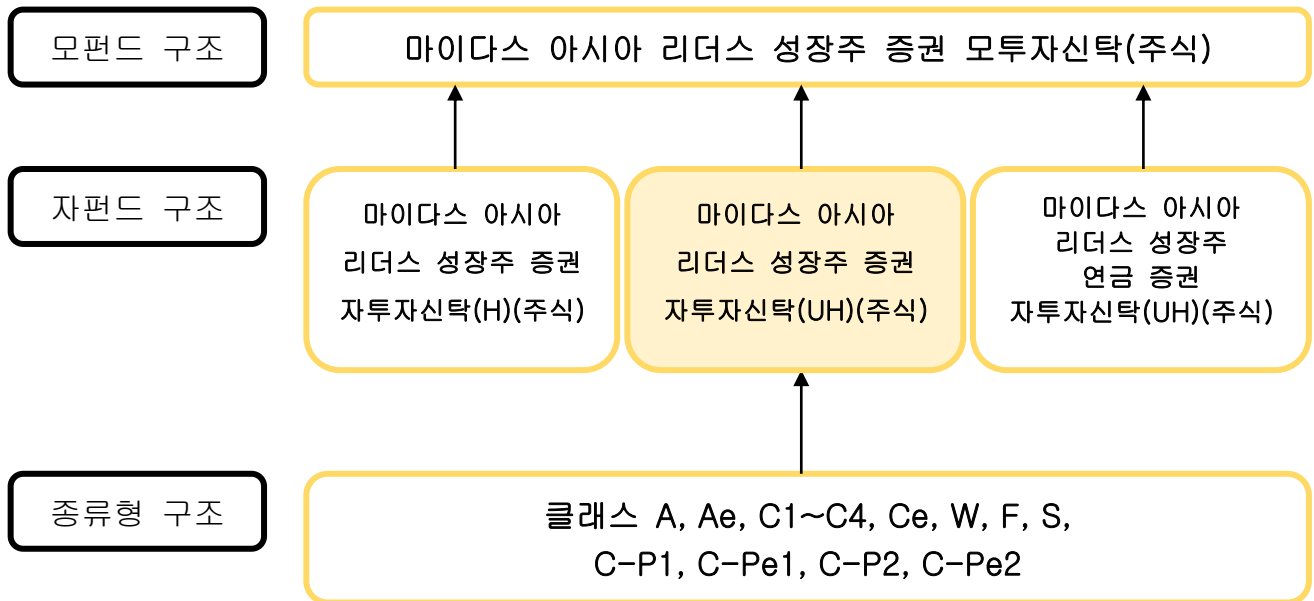 모펀드 구조
마이다스 아시아 리더스 성장주 증권 모투자신탁(주식)
자펀드 구조
마이다스 아시아
리더스 성장주 증권
자투자신탁(H)(주식)
마이다스 아시아
리더스 성장주 증권
자투자신탁(UH)(주식)
마이다스 아시아
리더스 성장주
연금 증권
자투자신탁(UH)(주식)
종류형 구조
클래스 A, Ae, C1~C4, Ce, W, F, S,
C-P1, C-Pe1, C-P2, C-Pe2